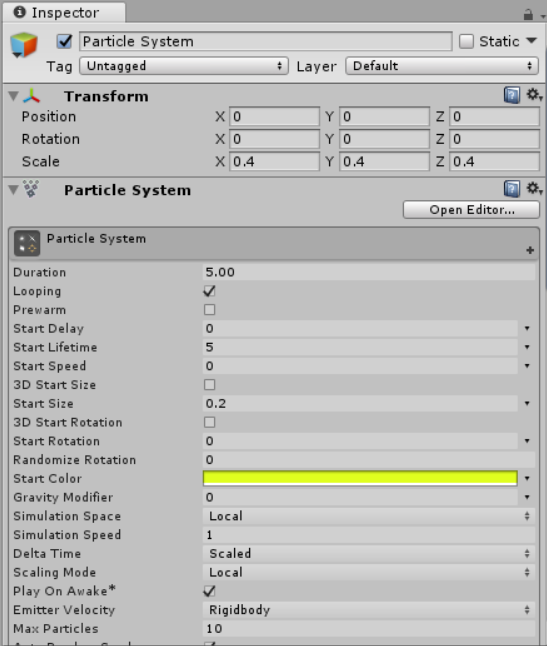 Inspector
Particle System Static
Tag Untagged Layer Default
Transform
Position X 0 Y 0 Z 0
Rotation X 0 Y 0 Z 0
Scale X 0.4 Y 0.4 Z 0.4
Particle System
Open Editor...
Particle System
Duration 5.00
Looping
Prewarm
Start Delay 0
Start Lifetime 5
Start Speed 0
3D Start Size
Start Size 0.2
3D Start Rotation
Start Rotation 0
Randomize Rotation 0
Start Color
Gravity Modifier 0
Simulation Space Local
Simulation Speed 1
Delta Time Scaled
Scaling Mode Local
Play On Awake*
Emitter Velocity Rigidbody
Max Particles 10